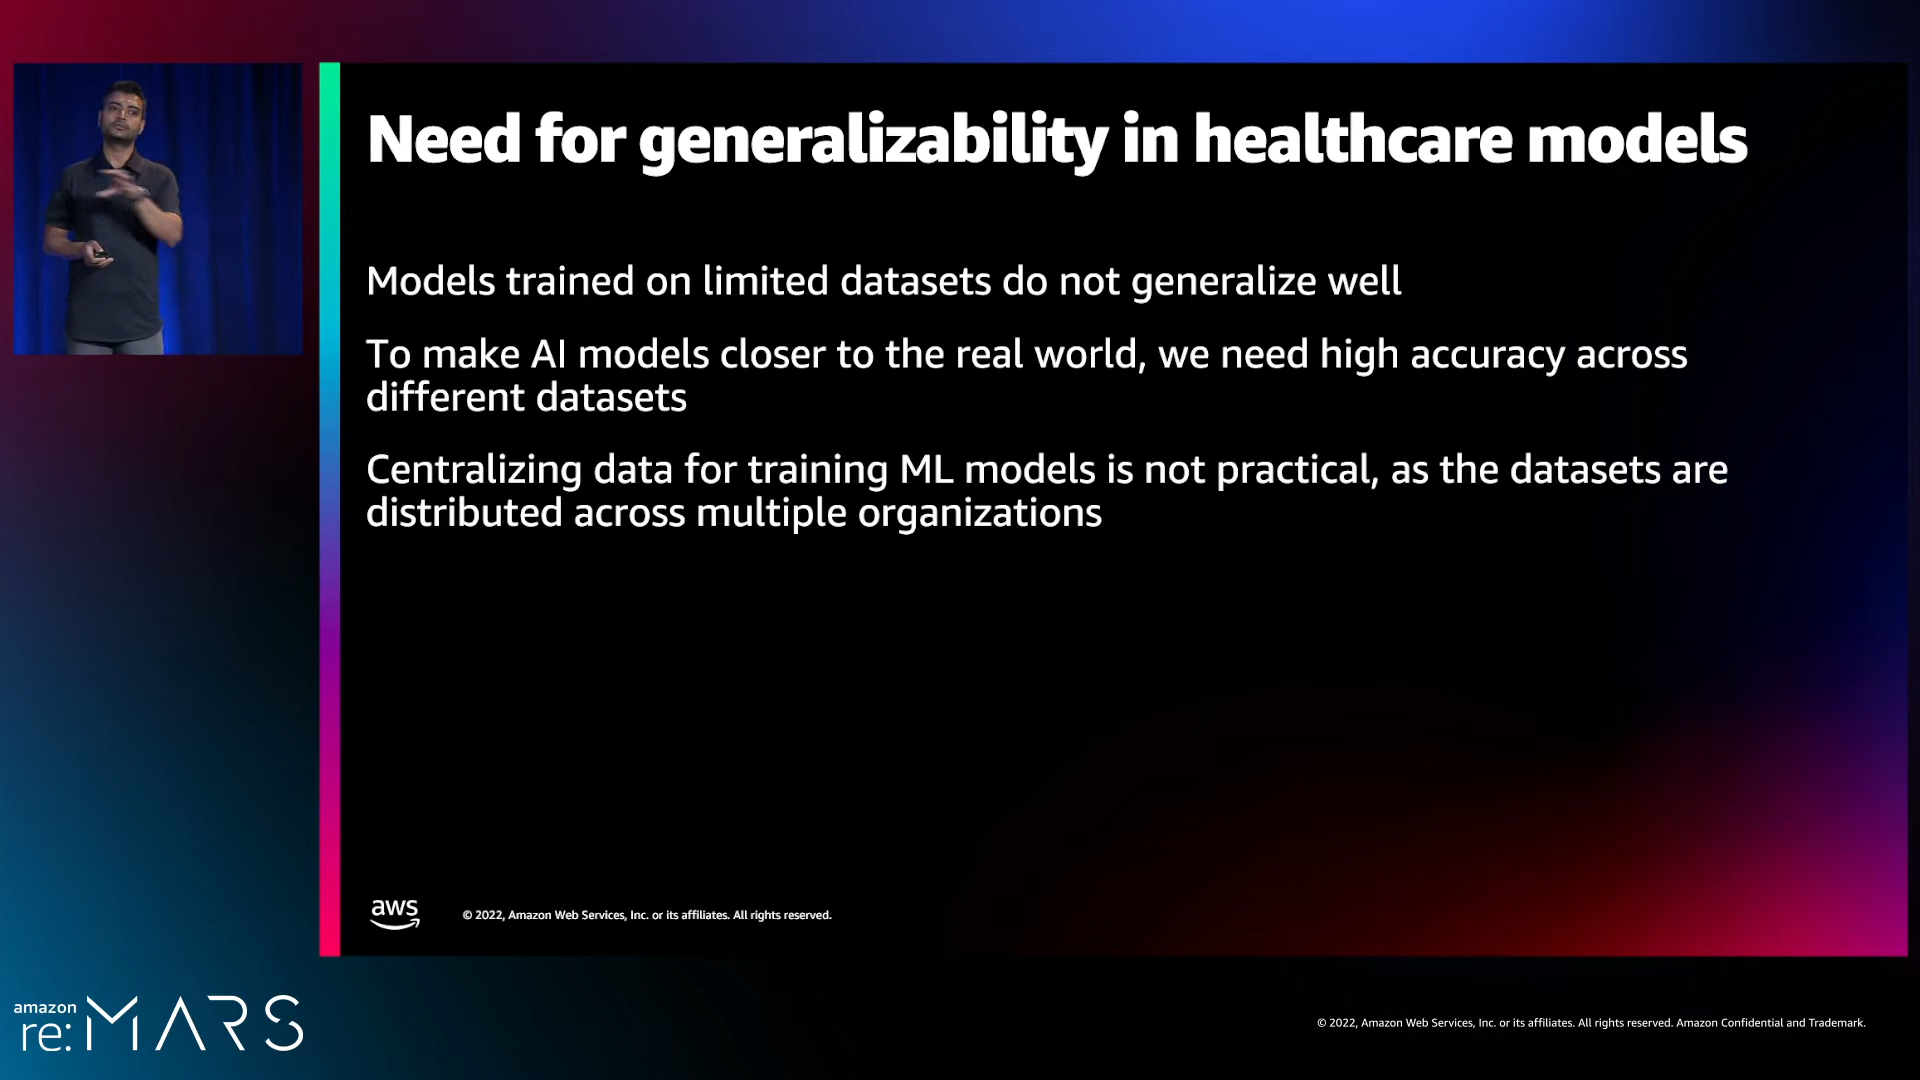 Need for generalizability in healthcare models
Models trained on limited datasets do not generalize well
To make AI models closer to the real world, we need high accuracy across
different datasets
Centralizing data for training ML models is not practical, as the datasets are
distributed across multiple organizations
aws
© 2022, Amazon Web Services, Inc. or its affiliates. All rights reserved.
amazon
re:MARS
© 2022, Amazon Web Services, Inc. or its affiliates. All rights reserved. Amazon Confidential and Trademark.